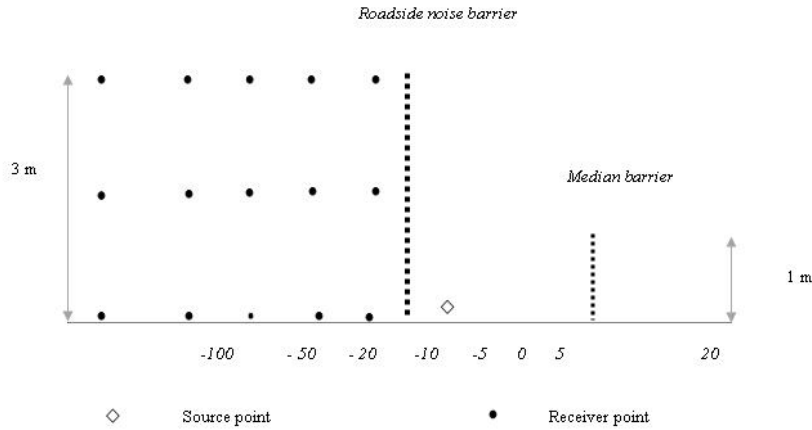 Roadside noise barrier
3 m
Median barrier
1 m
-100 - 50 - 20 -10 -5 0 5 20
Source point Receiver point